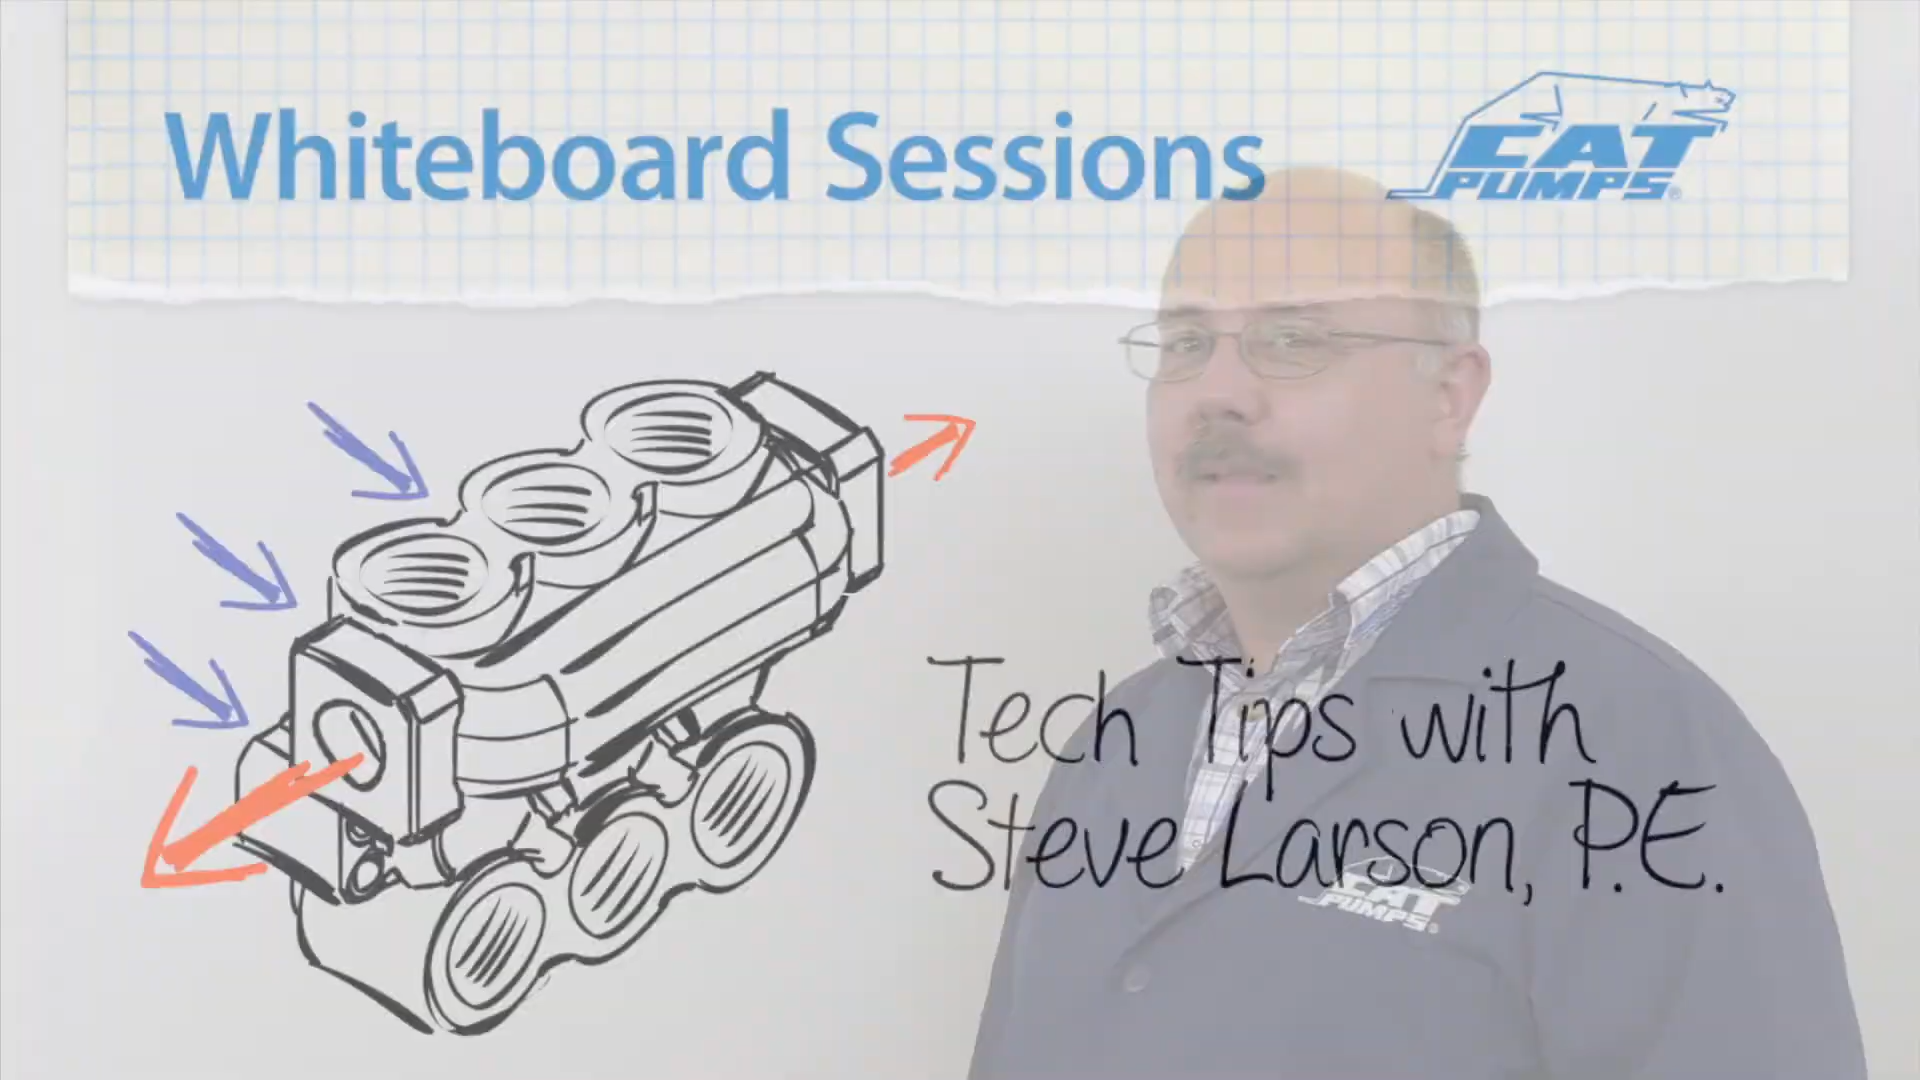 Whiteboard Sessions
CAT
PUMPS®
Tech Tips with
Steve Larson, P.E.
CAT
PUMPS®